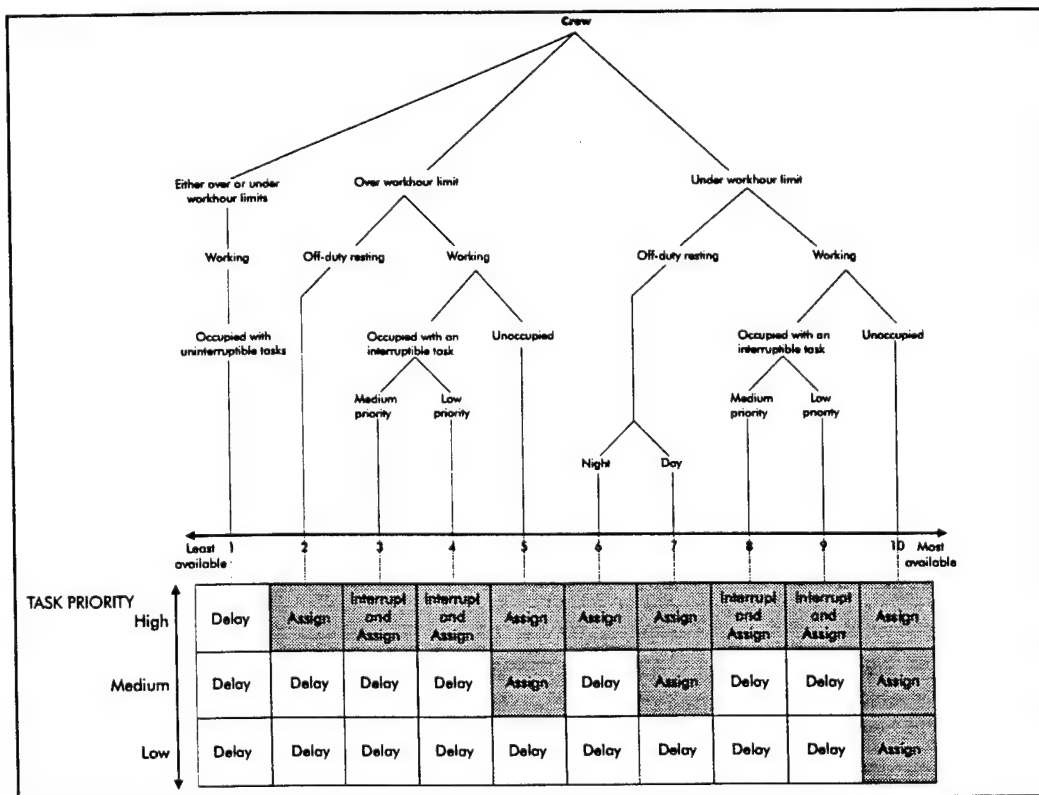 Crew
Either over or under
workhour limits
Over workhour limit
Under workhour limit
Working
Off-duty resting
Working
Off-duty resting
Working
Occupied with
uninterruptible tasks
Occupied with an
interruptible task
Unoccupied
Occupied with an
interruptible task
Unoccupied
Medium
priority
Low
priority
Medium
priority
Low
priority
Night
Day
Least
available
1
2
3
4
5
6
7
8
9
10
Most
available
TASK PRIORITY
High
Delay
Assign
Interrupt
and
Assign
Interrupt
and
Assign
Assign
Assign
Assign
Interrupt
and
Assign
Interrupt
and
Assign
Assign
Medium
Delay
Delay
Delay
Delay
Assign
Delay
Assign
Delay
Delay
Assign
Low
Delay
Delay
Delay
Delay
Delay
Delay
Delay
Delay
Delay
Assign